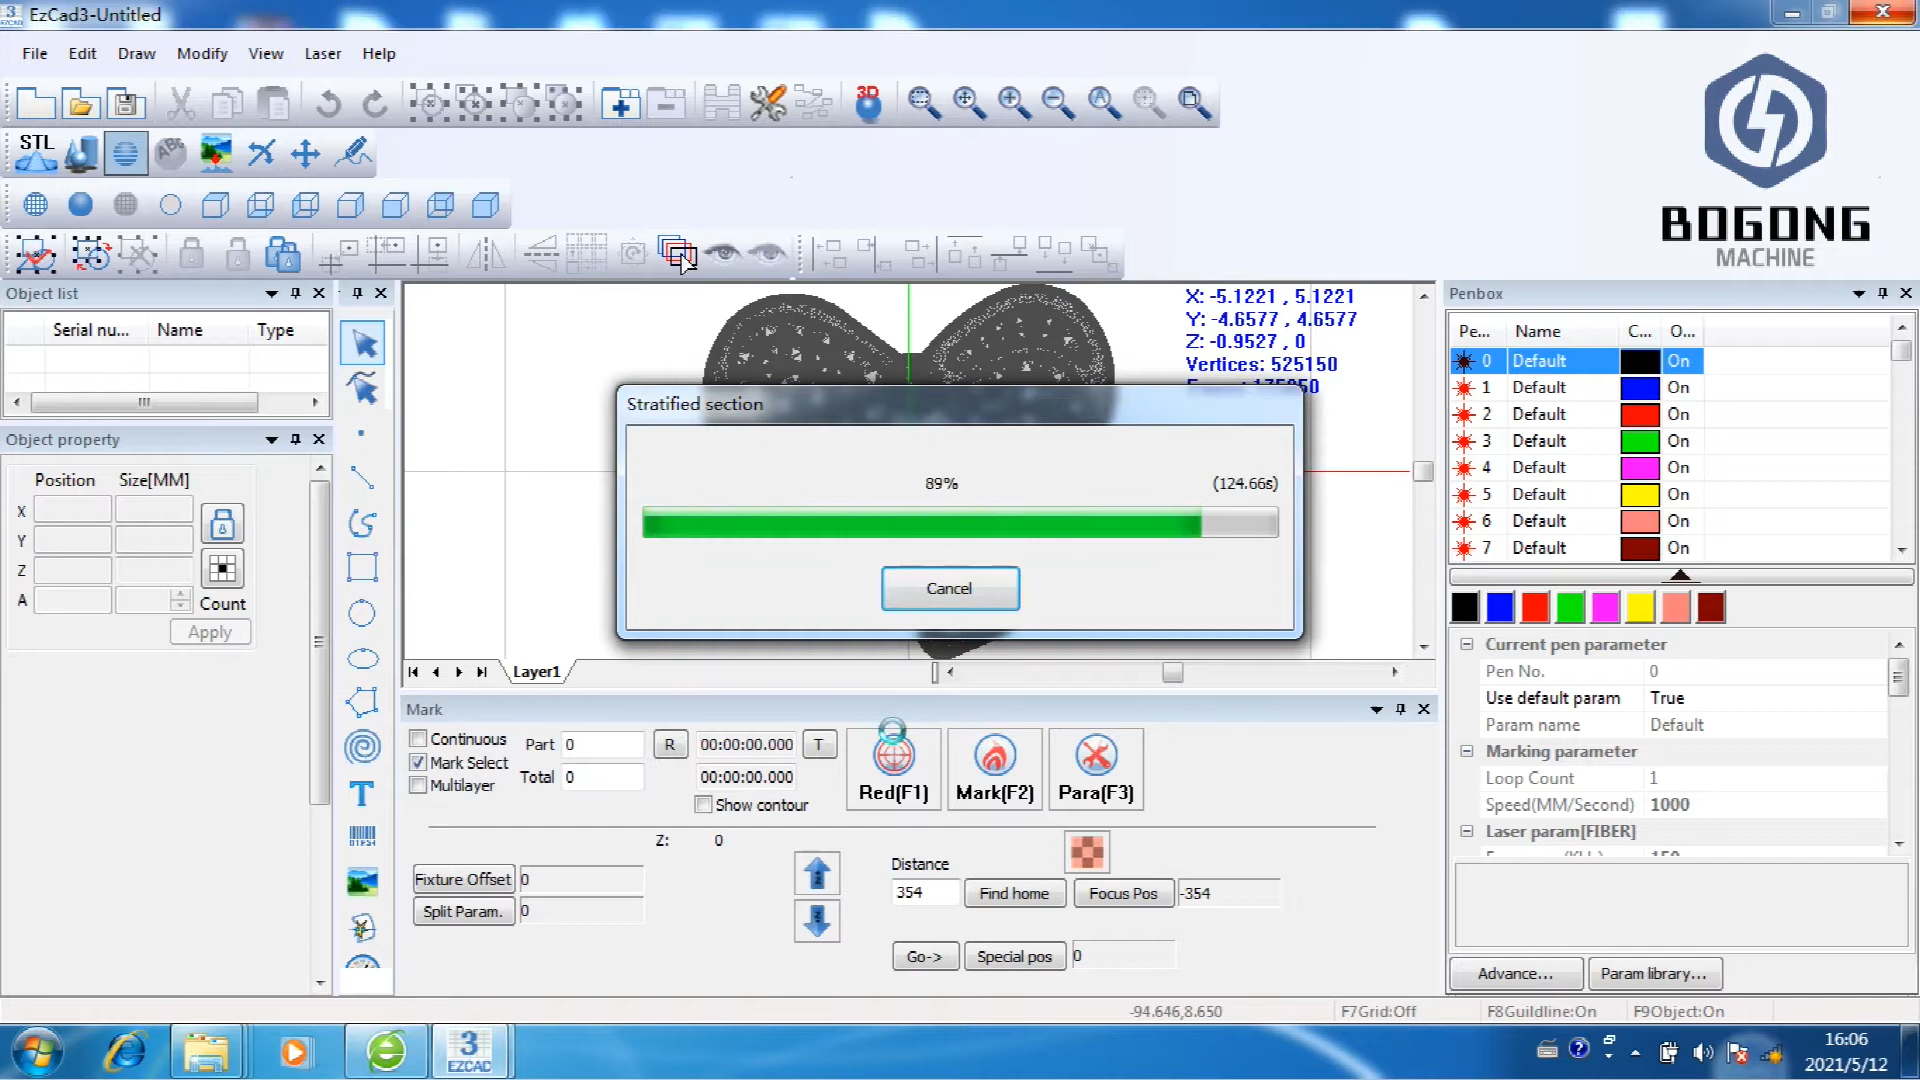 EzCad3-Untitled
File Edit Draw Modify View Laser Help
3D
STL
ABC
BOGONG
MACHINE
Object list
Serial nu... Name Type
Object property
Position Size[MM]
X
Y
Z
A
Count
Apply
X: -5.1221 , 5.1221
Y: -4.6577 , 4.6577
Z: -0.9527 , 0
Vertices: 525150
Stratified section
89% (124.66s)
Cancel
Layer1
Penbox
Pe... Name C... O...
0 Default On
1 Default On
2 Default On
3 Default On
4 Default On
5 Default On
6 Default On
7 Default On
Current pen parameter
Pen No. 0
Use default param True
Param name Default
Marking parameter
Loop Count 1
Speed(MM/Second) 1000
Laser param[FIBER]
Advance... Param library...
Mark
Continuous Part 0 R 00:00:00.000 T
Mark Select
Multilayer Total 0 00:00:00.000
Show contour
Red(F1) Mark(F2) Para(F3)
Z: 0
Fixture Offset 0
Split Param. 0
Distance
354 Find home Focus Pos -354
Go-> Special pos 0
-94.646,8.650 F7Grid:Off F8Guildline:On F9Object:On
3
EZCAD
16:06
2021/5/12